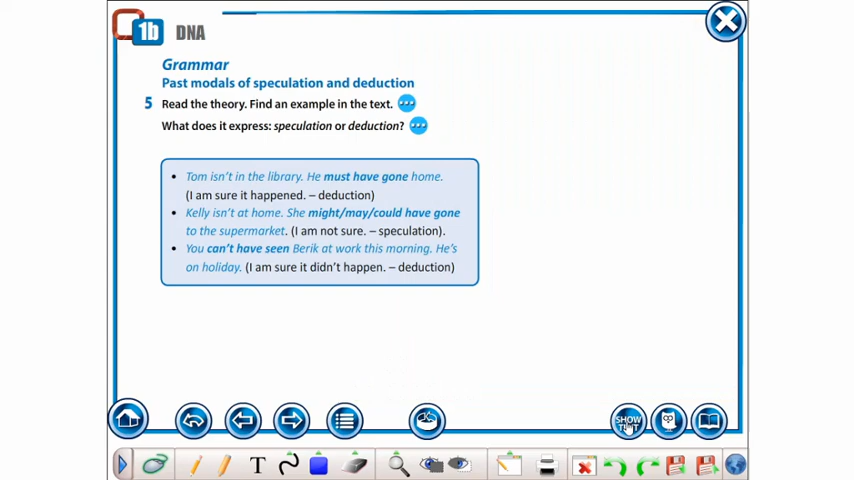 1b DNA
Grammar
Past modals of speculation and deduction
5 Read the theory. Find an example in the text.
What does it express: speculation or deduction?
• Tom isn't in the library. He must have gone home.
(I am sure it happened. – deduction)
• Kelly isn't at home. She might/may/could have gone
to the supermarket. (I am not sure. – speculation).
• You can't have seen Berik at work this morning. He's
on holiday. (I am sure it didn't happen. – deduction)
SHOW
TEXT
T